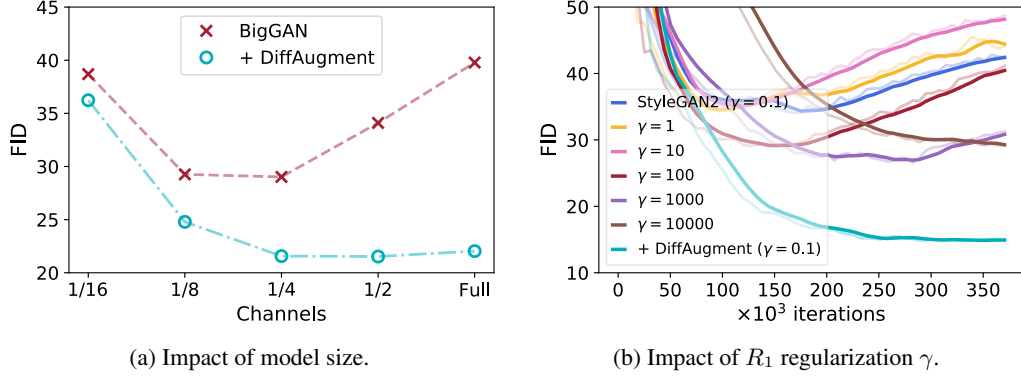 50
45
40
35
30
25
20
FID
BigGAN
+ DiffAugment
1/16 1/8 1/4 1/2 Full
Channels
(a) Impact of model size.
50
40
30
20
10
FID
StyleGAN2 (γ = 0.1)
γ = 1
γ = 10
γ = 100
γ = 1000
γ = 10000
+ DiffAugment (γ = 0.1)
0 50 100 150 200 250 300 350
×10³ iterations
(b) Impact of R₁ regularization γ.